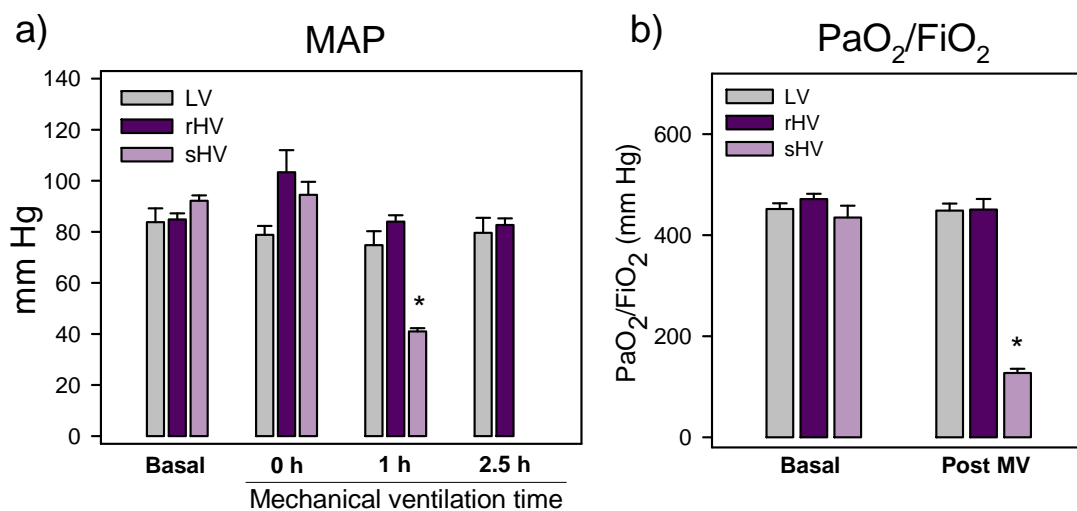 a)
MAP
mm Hg
140
120
100
80
60
40
20
0
LV
rHV
sHV
*
Basal
0 h
1 h
2.5 h
Mechanical ventilation time
b)
PaO2/FiO2
PaO2/FiO2 (mm Hg)
600
400
200
0
LV
rHV
sHV
*
Basal
Post MV